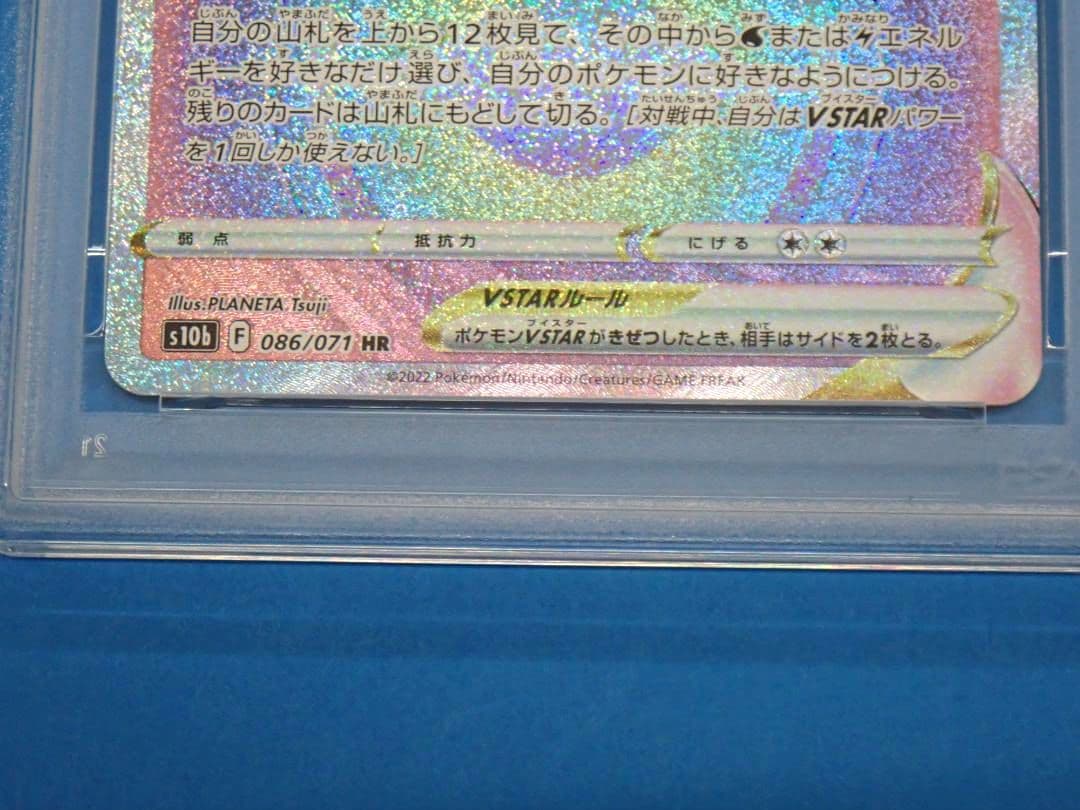 自分の山札を上から12枚見て、その中からまたはエネル
ギーを好きなだけ選び、自分のポケモンに好きなようにつける。
残りのカードは山札にもどして切る。[対戦中、自分はVSTARパワー
を1回しか使えない。]
弱点 抵抗力 にげる
Illus. PLANETA Tsuji
VSTARルール
s10b F 086/071 HR
ポケモンVSTARがきぜつしたとき、相手はサイドを2枚とる。
©2022 Pokémon/Nintendo/Creatures/GAME FREAK